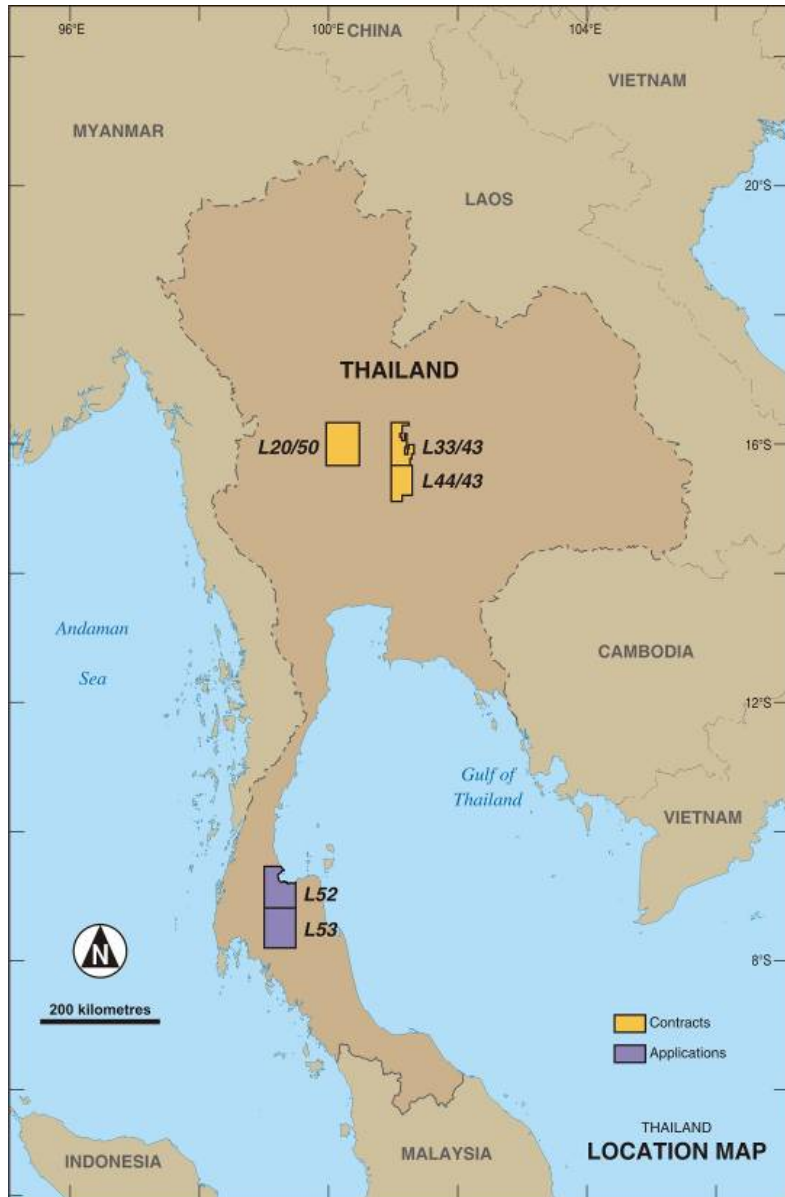 96°E
100°E
104°E
CHINA
VIETNAM
MYANMAR
20°S
LAOS
THAILAND
L20/50
L33/43
16°S
L44/43
Andaman
Sea
CAMBODIA
12°S
Gulf of
Thailand
VIETNAM
L52
L53
N
8°S
200 kilometres
Contracts
Applications
THAILAND
LOCATION MAP
MALAYSIA
INDONESIA